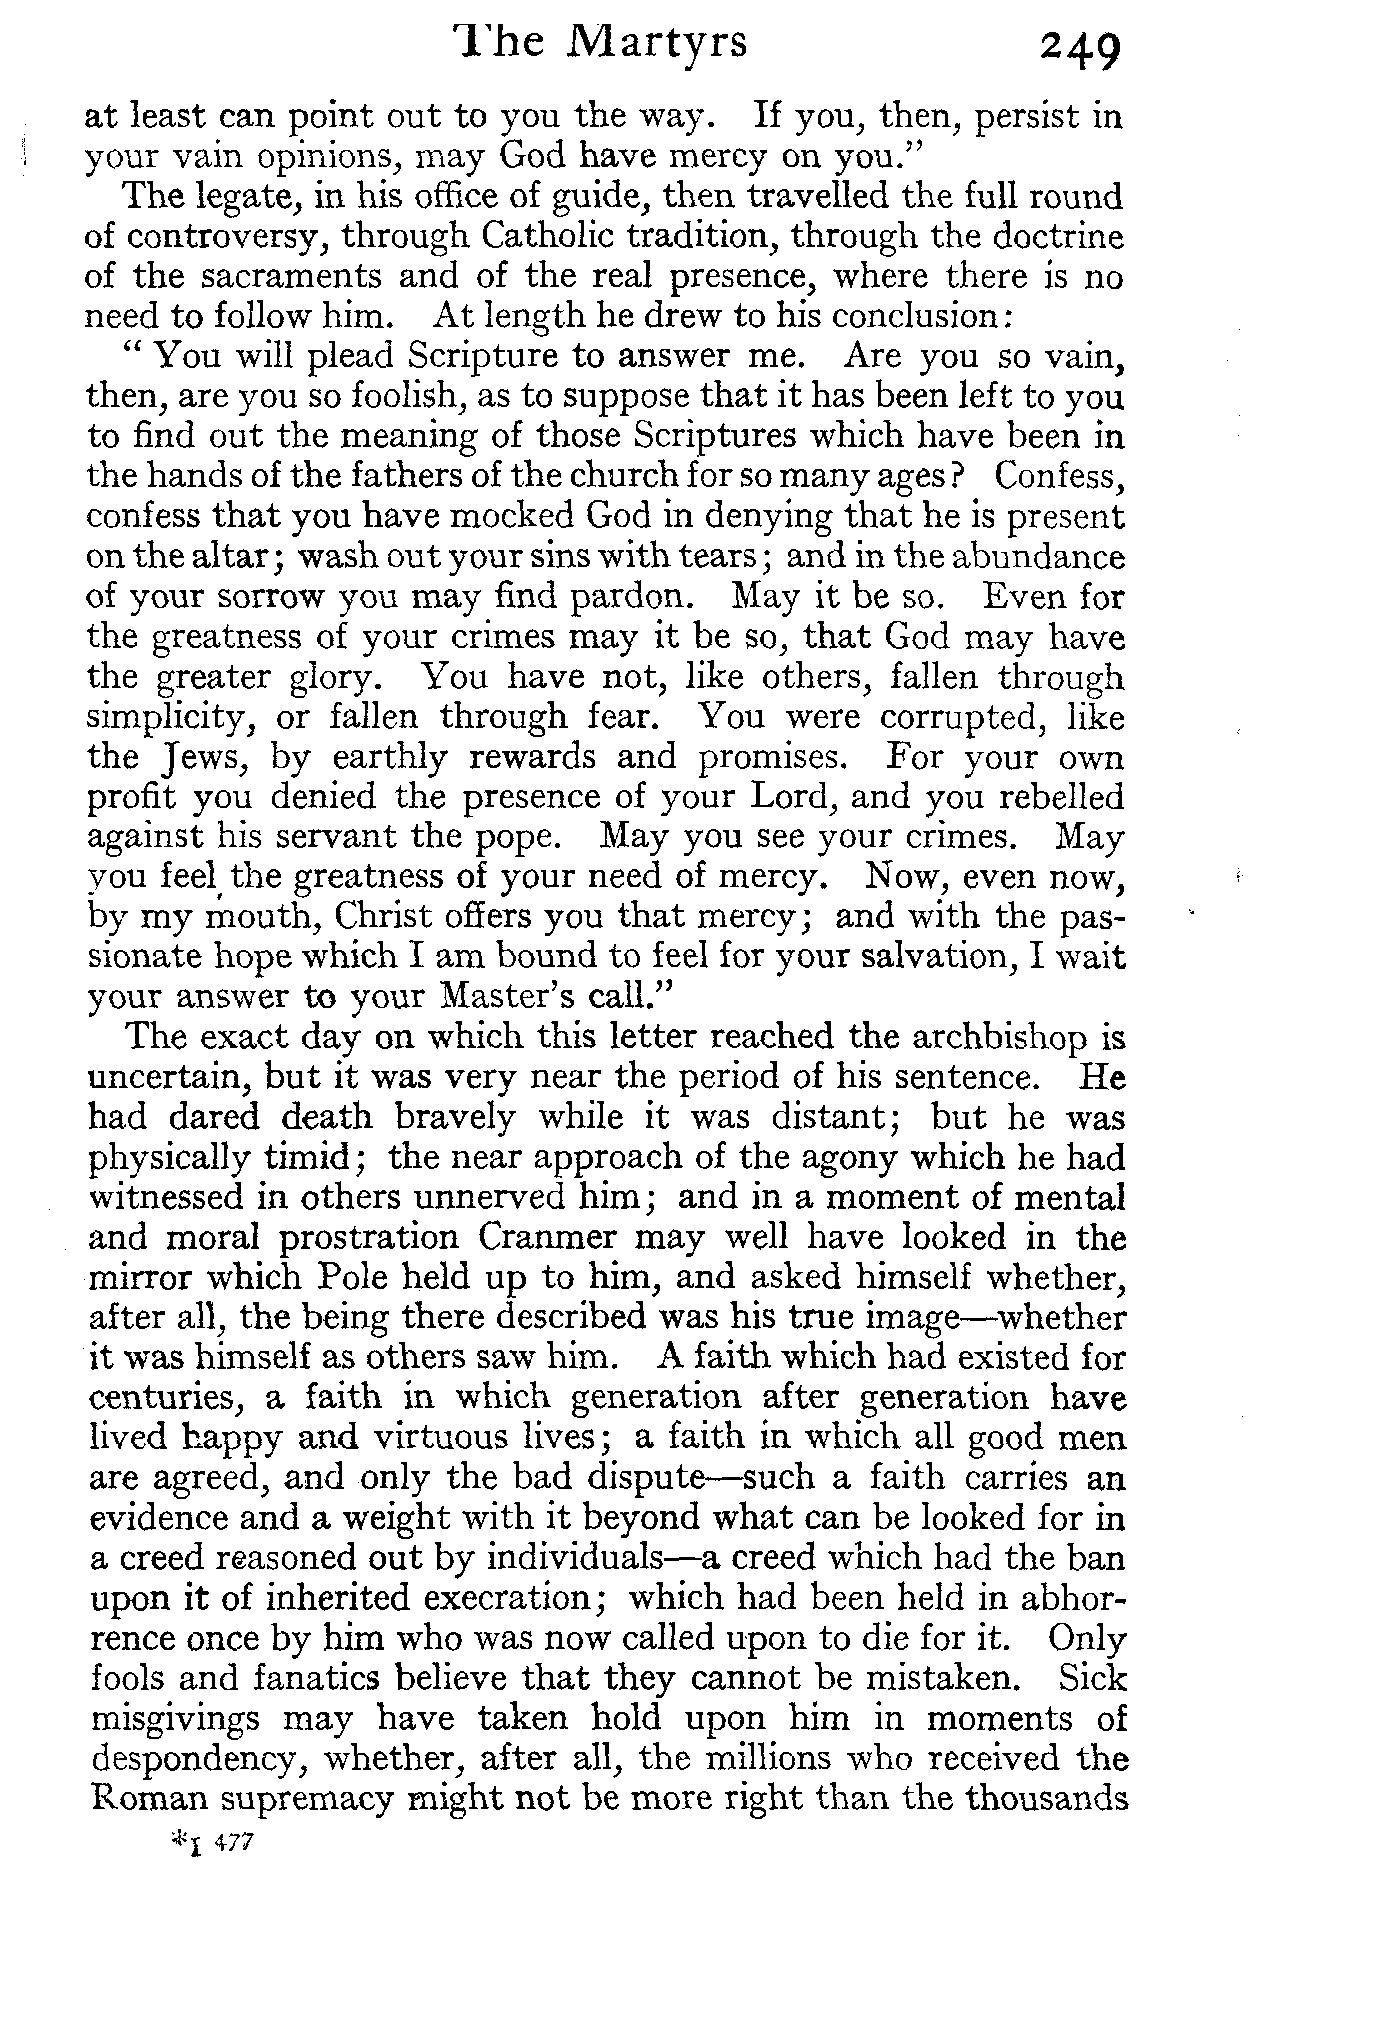 The Martyrs 249
at least can point out to you the way. If you, then, persist in
your vain opinions, may God have mercy on you."
The legate, in his office of guide, then travelled the full round
of controversy, through Catholic tradition, through the doctrine
of the sacraments and of the real presence, where there is no
need to follow him. At length he drew to his conclusion:
"You will plead Scripture to answer me. Are you so vain,
then, are you so foolish, as to suppose that it has been left to you
to find out the meaning of those Scriptures which have been in
the hands of the fathers of the church for so many ages? Confess,
confess that you have mocked God in denying that he is present
on the altar; wash out your sins with tears; and in the abundance
of your sorrow you may find pardon. May it be so. Even for
the greatness of your crimes may it be so, that God may have
the greater glory. You have not, like others, fallen through
simplicity, or fallen through fear. You were corrupted, like
the Jews, by earthly rewards and promises. For your own
profit you denied the presence of your Lord, and you rebelled
against his servant the pope. May you see your crimes. May
you feel the greatness of your need of mercy. Now, even now,
by my mouth, Christ offers you that mercy; and with the pas-
sionate hope which I am bound to feel for your salvation, I wait
your answer to your Master's call."
The exact day on which this letter reached the archbishop is
uncertain, but it was very near the period of his sentence. He
had dared death bravely while it was distant; but he was
physically timid; the near approach of the agony which he had
witnessed in others unnerved him; and in a moment of mental
and moral prostration Cranmer may well have looked in the
mirror which Pole held up to him, and asked himself whether,
after all, the being there described was his true image—whether
it was himself as others saw him. A faith which had existed for
centuries, a faith in which generation after generation have
lived happy and virtuous lives; a faith in which all good men
are agreed, and only the bad dispute—such a faith carries an
evidence and a weight with it beyond what can be looked for in
a creed reasoned out by individuals—a creed which had the ban
upon it of inherited execration; which had been held in abhor-
rence once by him who was now called upon to die for it. Only
fools and fanatics believe that they cannot be mistaken. Sick
misgivings may have taken hold upon him in moments of
despondency, whether, after all, the millions who received the
Roman supremacy might not be more right than the thousands
*I 477